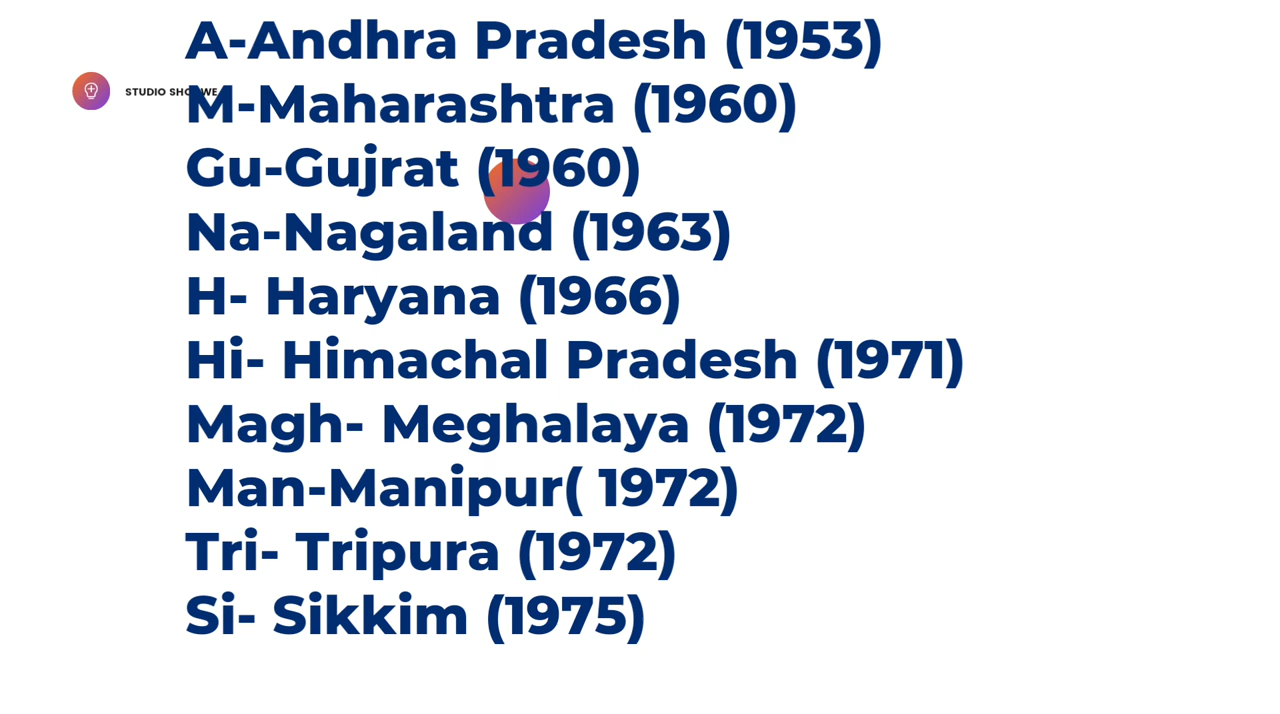 A-Andhra Pradesh (1953)
STUDIO
M-Maharashtra (1960)
Gu-Gujrat (1960)
Na-Nagaland (1963)
H- Haryana (1966)
Hi- Himachal Pradesh (1971)
Magh- Meghalaya (1972)
Man-Manipur( 1972)
Tri- Tripura (1972)
Si- Sikkim (1975)